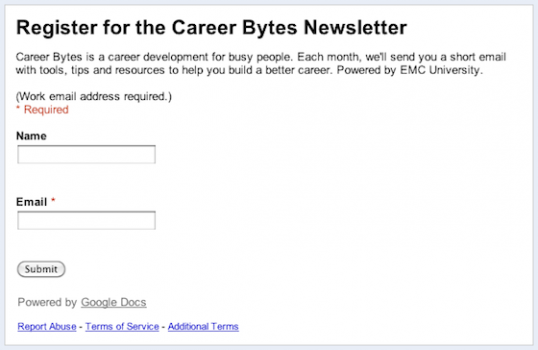 Register for the Career Bytes Newsletter
Career Bytes is a career development for busy people. Each month, we'll send you a short email
with tools, tips and resources to help you build a better career. Powered by EMC University.
(Work email address required.)
* Required
Name
Email *
Submit
Powered by Google Docs
Report Abuse - Terms of Service - Additional Terms